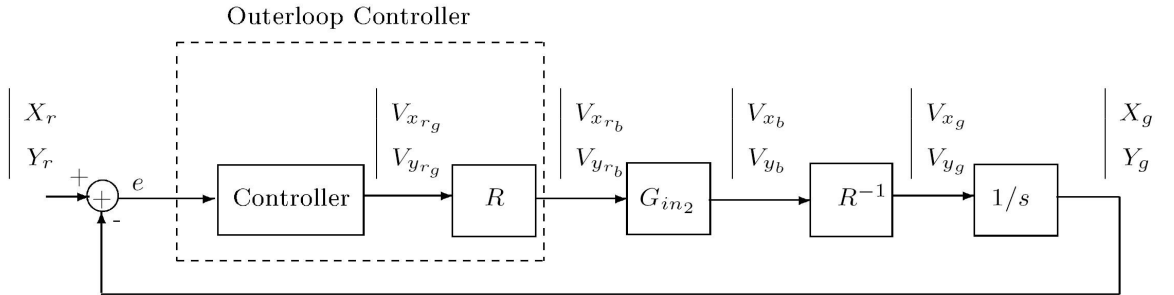 Outerloop Controller
X_r
Y_r
V_{x_{r_g}}
V_{y_{r_g}}
V_{x_{r_b}}
V_{y_{r_b}}
V_{x_b}
V_{y_b}
V_{x_g}
V_{y_g}
X_g
Y_g
+
+
-
e
Controller
R
G_{in_2}
R^{-1}
1/s